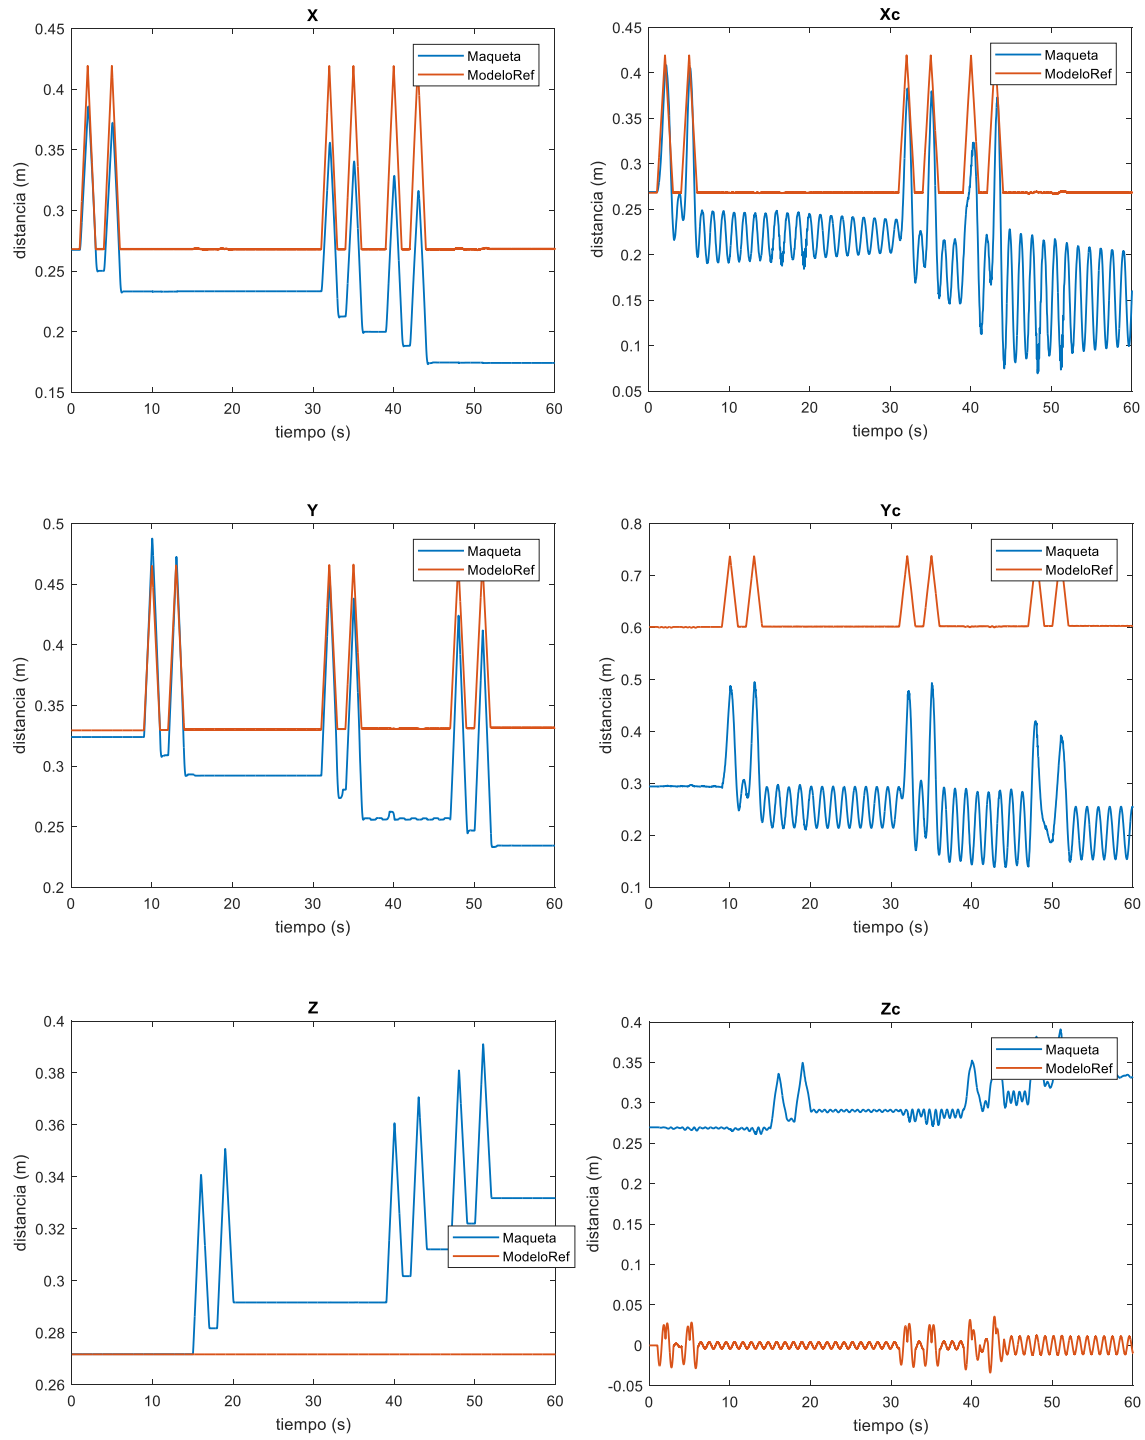 X
0.45
0.4
0.35
0.3
0.25
0.2
0.15
distancia (m)
0 10 20 30 40 50 60
tiempo (s)
Maqueta
ModeloRef
Xc
0.45
0.4
0.35
0.3
0.25
0.2
0.15
0.1
0.05
distancia (m)
0 10 20 30 40 50 60
tiempo (s)
Maqueta
ModeloRef
Y
0.5
0.45
0.4
0.35
0.3
0.25
0.2
distancia (m)
0 10 20 30 40 50 60
tiempo (s)
Maqueta
ModeloRef
Yc
0.8
0.7
0.6
0.5
0.4
0.3
0.2
0.1
distancia (m)
0 10 20 30 40 50 60
tiempo (s)
Maqueta
ModeloRef
Z
0.4
0.38
0.36
0.34
0.32
0.3
0.28
0.26
distancia (m)
0 10 20 30 40 50 60
tiempo (s)
Maqueta
ModeloRef
Zc
0.4
0.35
0.3
0.25
0.2
0.15
0.1
0.05
0
-0.05
distancia (m)
0 10 20 30 40 50 60
tiempo (s)
Maqueta
ModeloRef